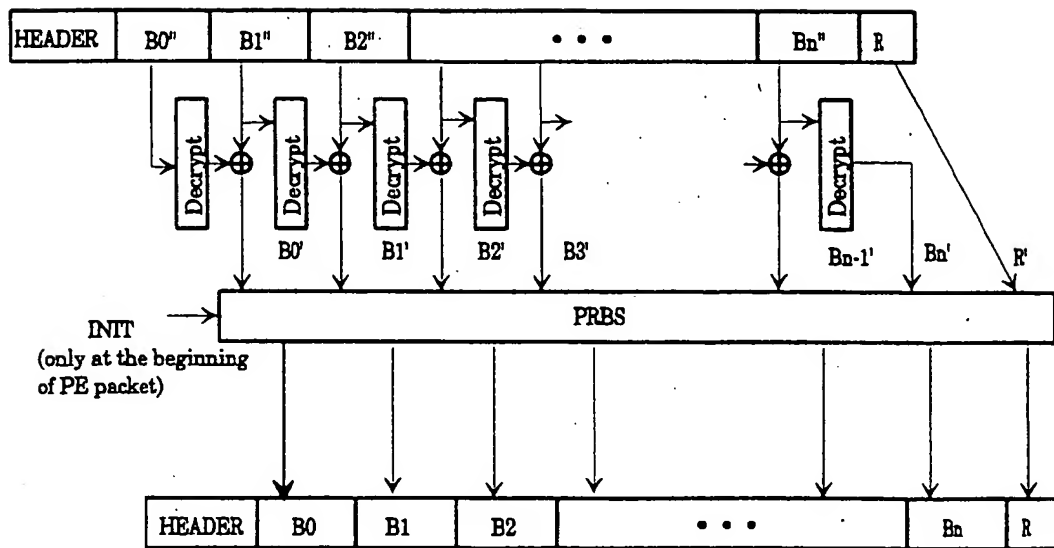 HEADER B0" B1" B2" • • • Bn" R
Decrypt Decrypt Decrypt Decrypt Decrypt
B0' B1' B2' B3' Bn-1' Bn' R'
PRBS
INIT
(only at the beginning
of PE packet)
HEADER B0 B1 B2 • • • Bn R